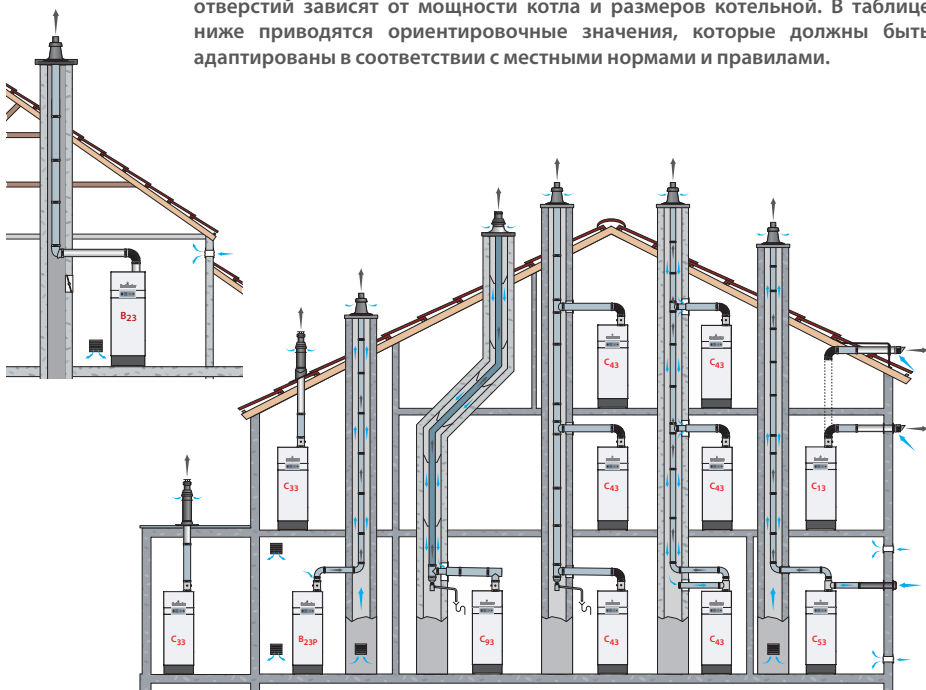 отверстий зависят от мощности котла и размеров котельной. В таблице
ниже приводятся ориентировочные значения, которые должны быть
адаптированы в соответствии с местными нормами и правилами.
B23
C43 C43
C33 C43 C43 C13
C33 B23P C93 C43 C43 C53